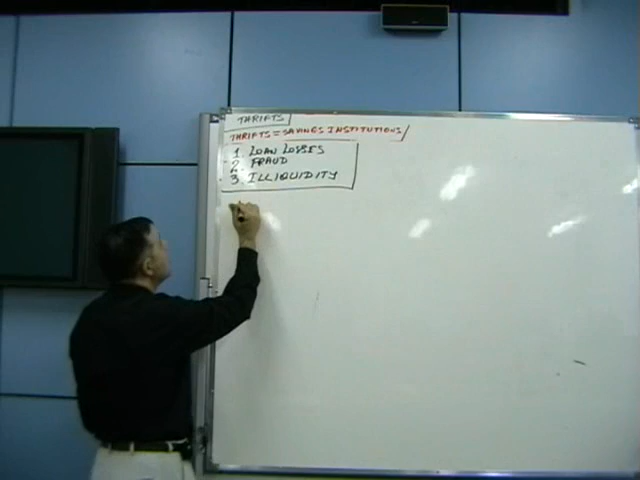 THRIFTS
THRIFTS = SAVINGS INSTITUTIONS
1. LOAN LOSSES
2. FRAUD
3. ILLIQUIDITY